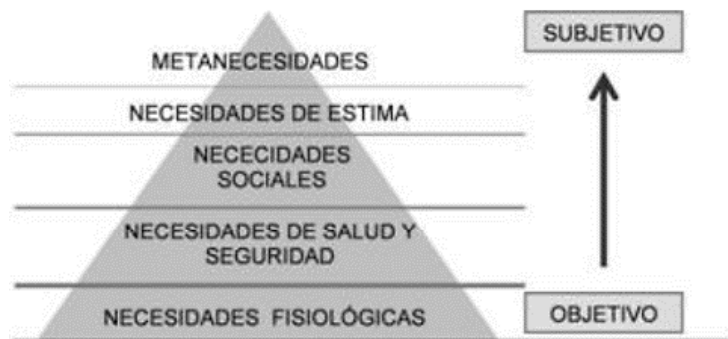 SUBJETIVO
METANECESIDADES
NECESIDADES DE ESTIMA
NECECIDADES
SOCIALES
NECESIDADES DE SALUD Y
SEGURIDAD
NECESIDADES FISIOLÓGICAS
OBJETIVO